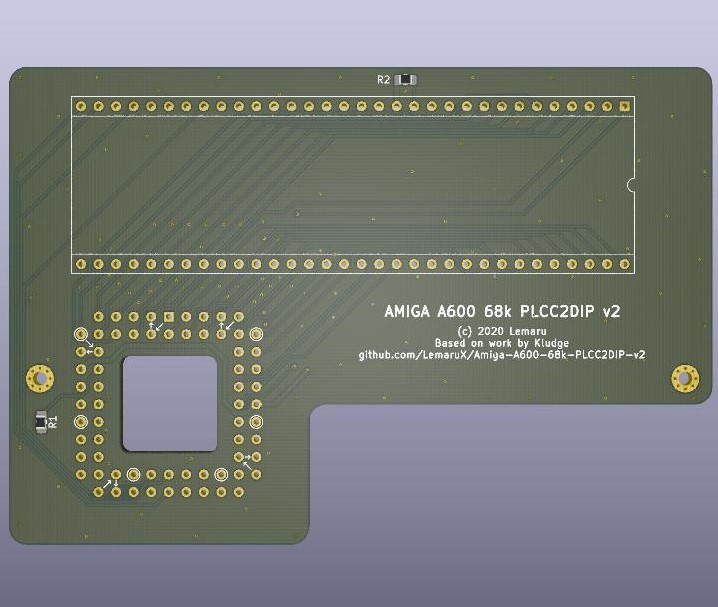 R2
AMIGA A600 68k PLCC2DIP v2
(c) 2020 Lemaru
Based on work by Kludge
github.com/LemaruX/Amiga-A600-68k-PLCC2DIP-v2
R1